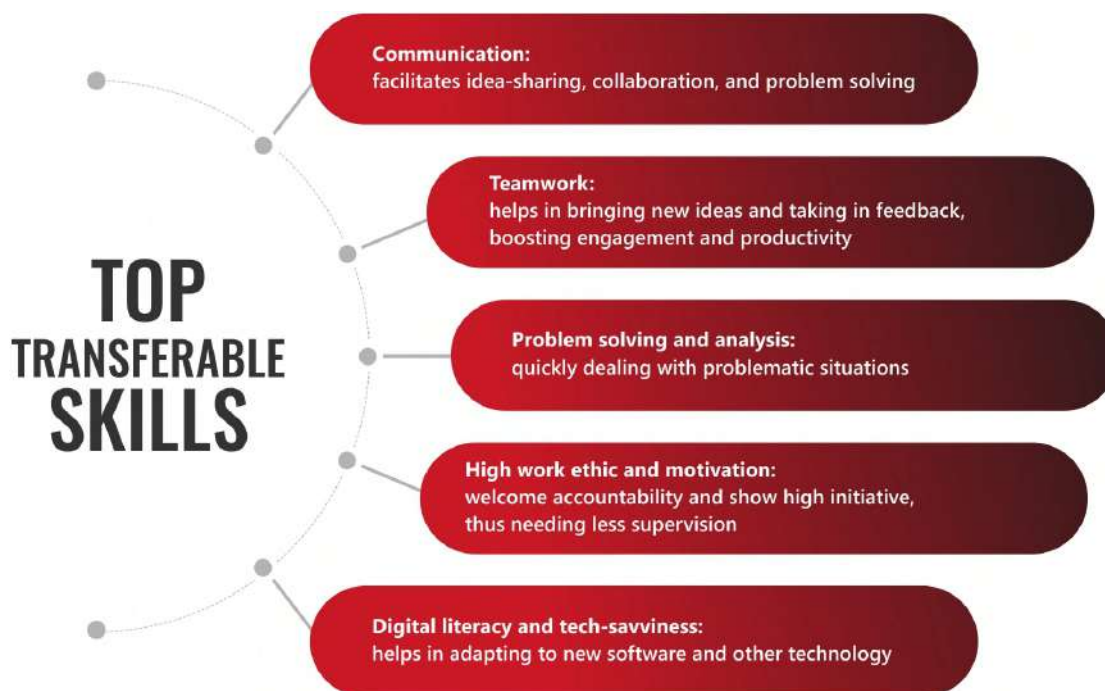 TOP
TRANSFERABLE
SKILLS
Communication:
facilitates idea-sharing, collaboration, and problem solving
Teamwork:
helps in bringing new ideas and taking in feedback,
boosting engagement and productivity
Problem solving and analysis:
quickly dealing with problematic situations
High work ethic and motivation:
welcome accountability and show high initiative,
thus needing less supervision
Digital literacy and tech-savviness:
helps in adapting to new software and other technology